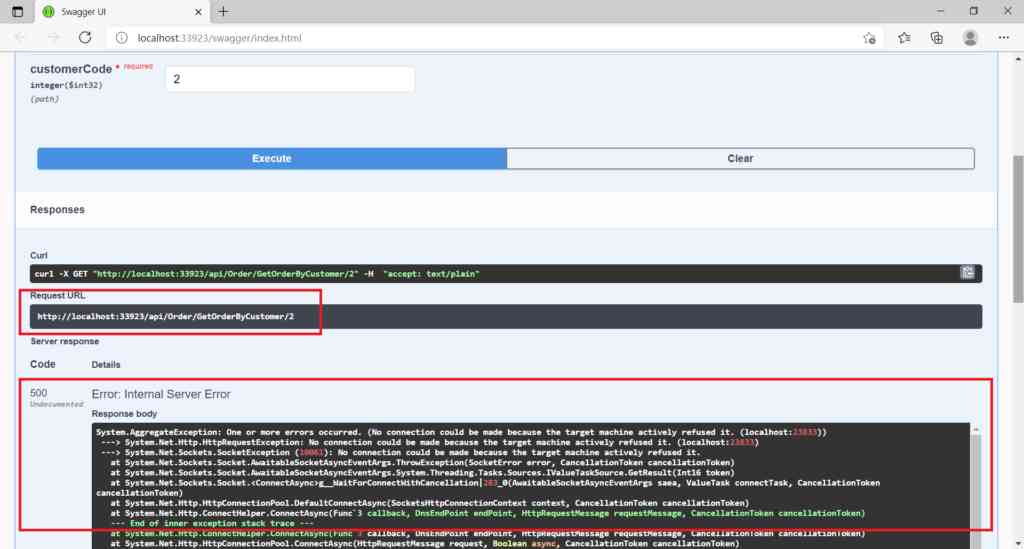 Swagger UI
localhost:33923/swagger/index.html
customerCode * required
2
integer($int32)
(path)
Execute
Clear
Responses
Curl
curl -X GET "http://localhost:33923/api/Order/GetOrderByCustomer/2" -H  "accept: text/plain"
Request URL
http://localhost:33923/api/Order/GetOrderByCustomer/2
Server response
Code
Details
500
Undocumented
Error: Internal Server Error
Response body
System.AggregateException: One or more errors occurred. (No connection could be made because the target machine actively refused it. (localhost:23833))
---> System.Net.Http.HttpRequestException: No connection could be made because the target machine actively refused it. (localhost:23833)
---> System.Net.Sockets.SocketException (10061): No connection could be made because the target machine actively refused it.
at System.Net.Sockets.Socket.AwaitableSocketAsyncEventArgs.ThrowException(SocketError error, CancellationToken cancellationToken)
at System.Net.Sockets.Socket.AwaitableSocketAsyncEventArgs.System.Threading.Tasks.Sources.IValueTaskSource.GetResult(Int16 token)
at System.Net.Sockets.Socket.<ConnectAsync>g__WaitForConnectWithCancellation|283_0(AwaitableSocketAsyncEventArgs saea, ValueTask connectTask, CancellationToken
cancellationToken)
at System.Net.Http.HttpConnectionPool.DefaultConnectAsync(SocketsHttpConnectionContext context, CancellationToken cancellationToken)
at System.Net.Http.ConnectHelper.ConnectAsync(Func`3 callback, DnsEndPoint endPoint, HttpRequestMessage requestMessage, CancellationToken cancellationToken)
--- End of inner exception stack trace ---
at System.Net.Http.ConnectHelper.ConnectAsync(Func`3 callback, DnsEndPoint endPoint, HttpRequestMessage requestMessage, CancellationToken cancellationToken)
at System.Net.Http.HttpConnectionPool.ConnectAsync(HttpRequestMessage request, Boolean async, CancellationToken cancellationToken)